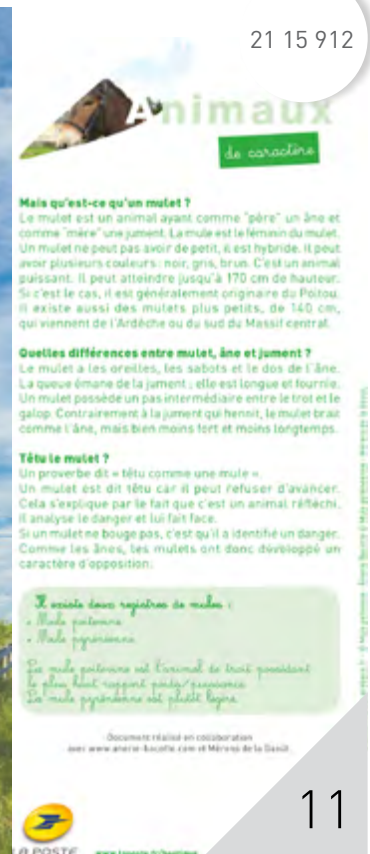 21 15 912
Animaux
de caractère
Mais qu'est-ce qu'un mulet ?
Le mulet est un animal ayant comme "père" un âne et
comme "mère" une jument. La mule est le féminin du mulet.
Un mulet ne peut pas avoir de petit, il est hybride. Il peut
avoir plusieurs couleurs : noir, gris, brun. C'est un animal
puissant. Il peut atteindre jusqu'à 170 cm de hauteur.
Si c'est le cas, il est généralement originaire du Poitou.
Il existe aussi des mulets plus petits, de 140 cm,
qui viennent de l'Ardèche ou du sud du Massif central.
Quelles différences entre mulet, âne et jument ?
Le mulet a les oreilles, les sabots et le dos de l'âne.
La queue émane de la jument ; elle est longue et fournie.
Un mulet possède un pas intermédiaire entre le trot et le
galop. Contrairement à la jument qui hennit, le mulet brait
comme l'âne, mais bien moins fort et moins longtemps.
Têtu le mulet ?
Un proverbe dit « têtu comme une mule ».
Un mulet est dit têtu car il peut refuser d'avancer.
Cela s'explique par le fait que c'est un animal réfléchi.
Il analyse le danger et lui fait face.
Si un mulet ne bouge pas, c'est qu'il a identifié un danger.
Comme les ânes, les mulets ont donc développé un
caractère d'opposition.
Il existe deux registres de mules :
• Mule poitevine
• Mule pyrénéenne
La mule poitevine est l'animal de trait possédant
le plus haut rapport poids/puissance.
La mule pyrénéenne est plutôt légère.
Document réalisé en collaboration
avec www.anerie-bacotte.com et
11
LA POSTE